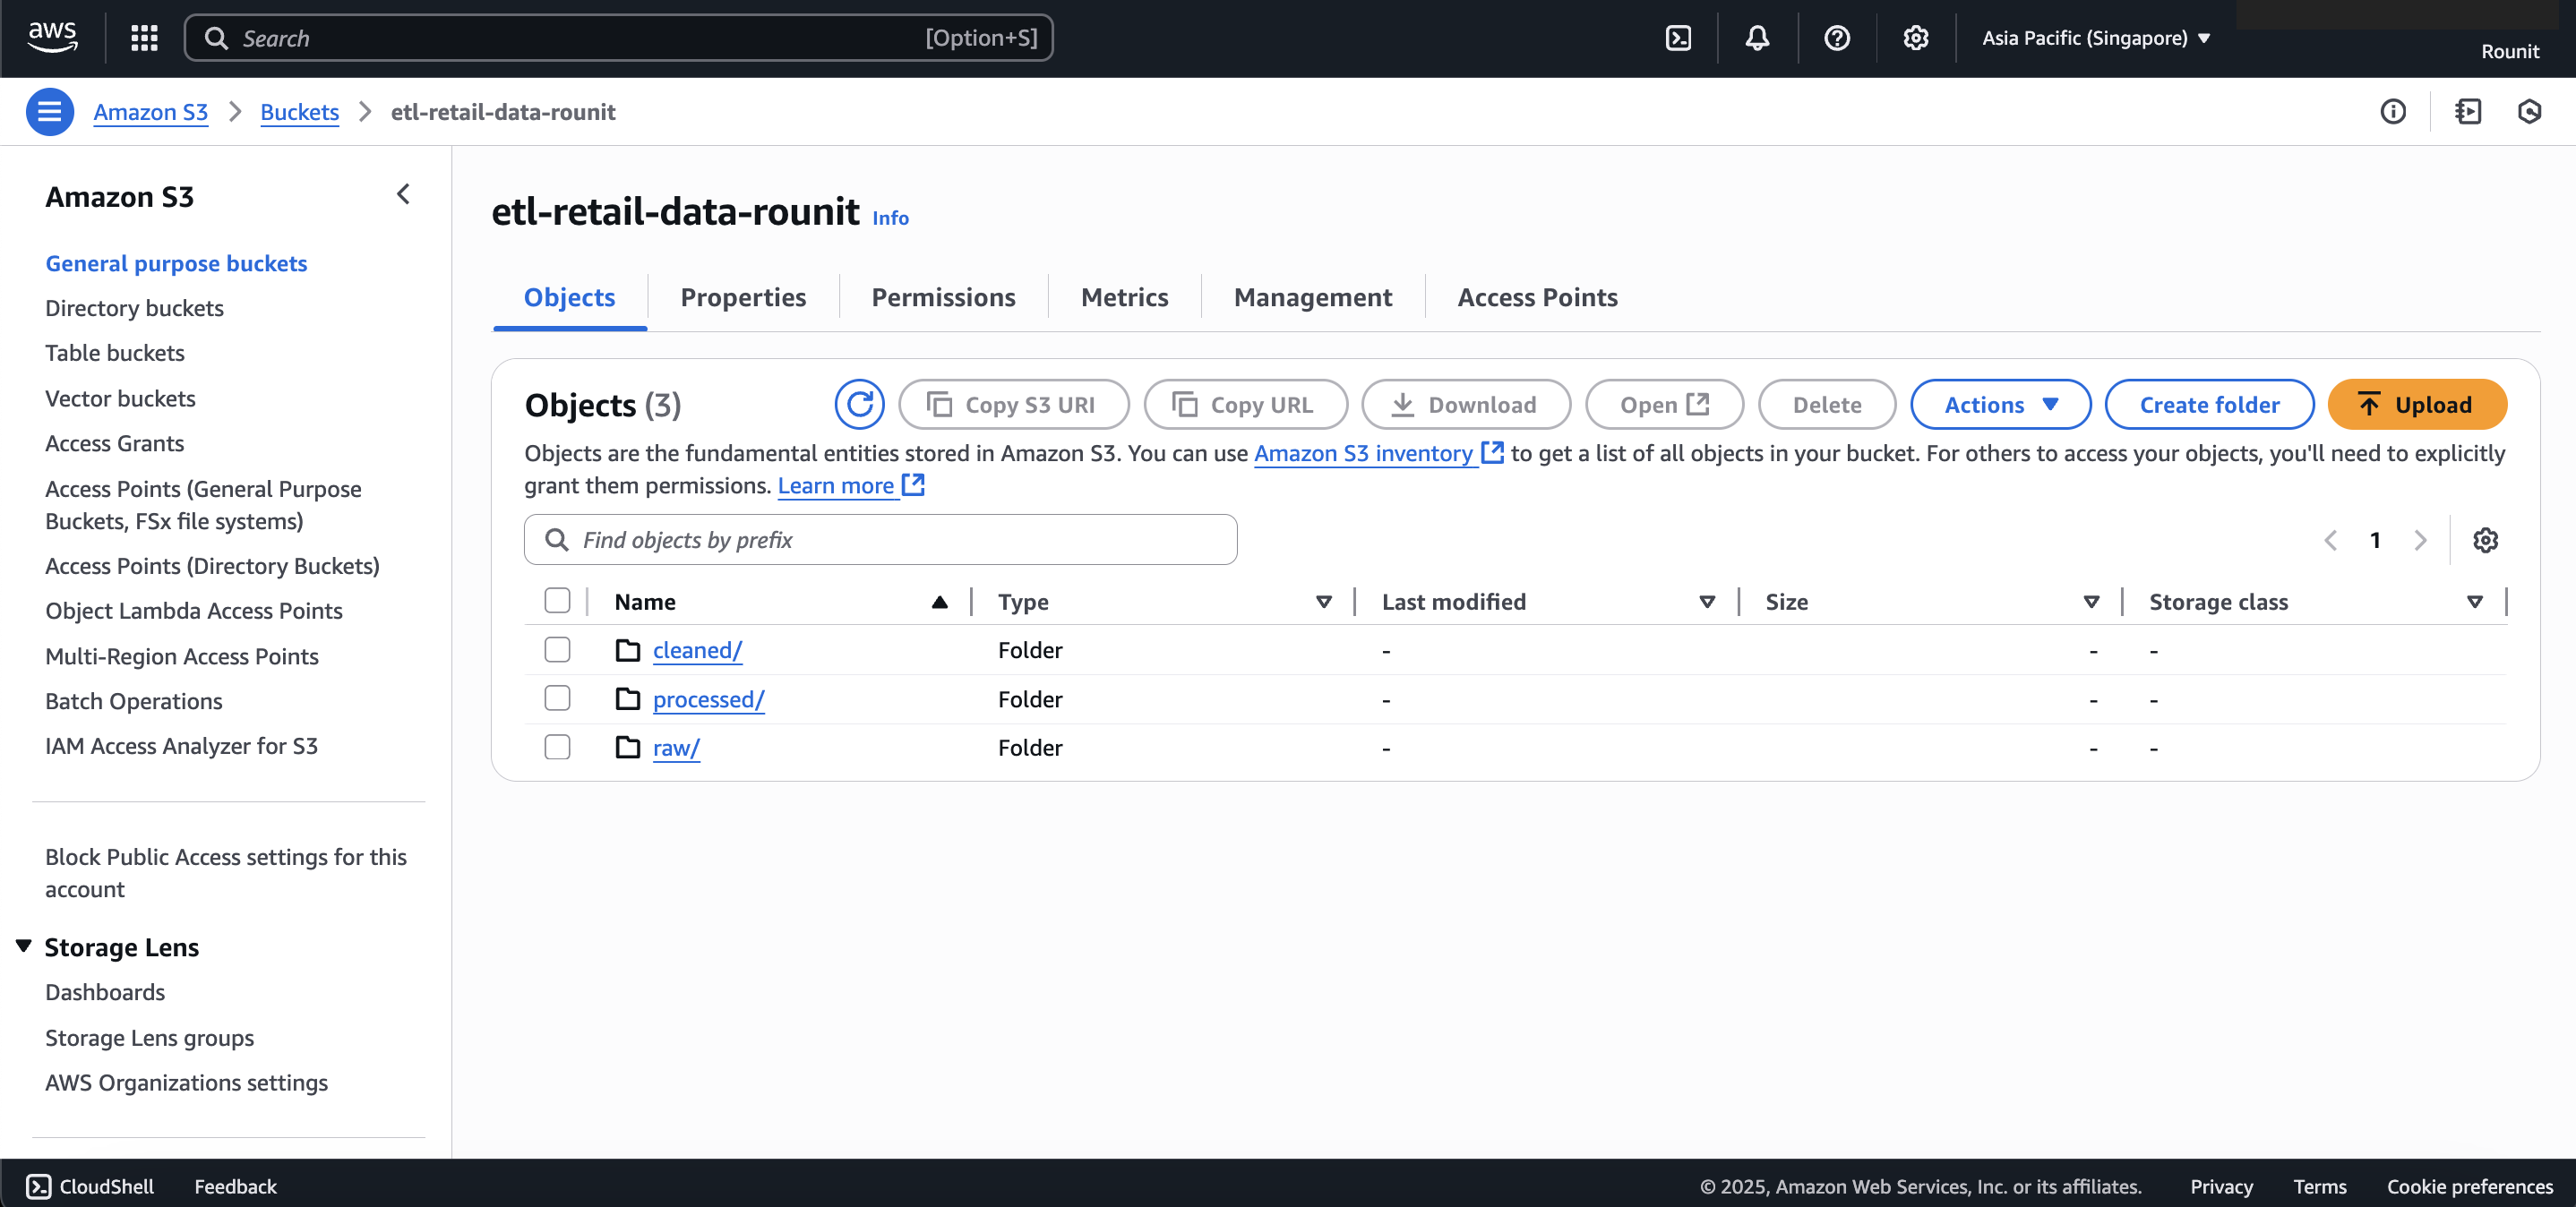 aws
Search
[Option+S]
Asia Pacific (Singapore)
Rounit
Amazon S3
Buckets
etl-retail-data-rounit
Amazon S3
General purpose buckets
Directory buckets
Table buckets
Vector buckets
Access Grants
Access Points (General Purpose
Buckets, FSx file systems)
Access Points (Directory Buckets)
Object Lambda Access Points
Multi-Region Access Points
Batch Operations
IAM Access Analyzer for S3
Block Public Access settings for this
account
Storage Lens
Dashboards
Storage Lens groups
AWS Organizations settings
etl-retail-data-rounit Info
Objects Properties Permissions Metrics Management Access Points
Objects (3)
Copy S3 URI Copy URL Download Open Delete Actions Create folder Upload
Objects are the fundamental entities stored in Amazon S3. You can use Amazon S3 inventory to get a list of all objects in your bucket. For others to access your objects, you'll need to explicitly
grant them permissions. Learn more
Find objects by prefix
1
Name Type Last modified Size Storage class
cleaned/ Folder - - -
processed/ Folder - - -
raw/ Folder - - -
CloudShell Feedback © 2025, Amazon Web Services, Inc. or its affiliates. Privacy Terms Cookie preferences